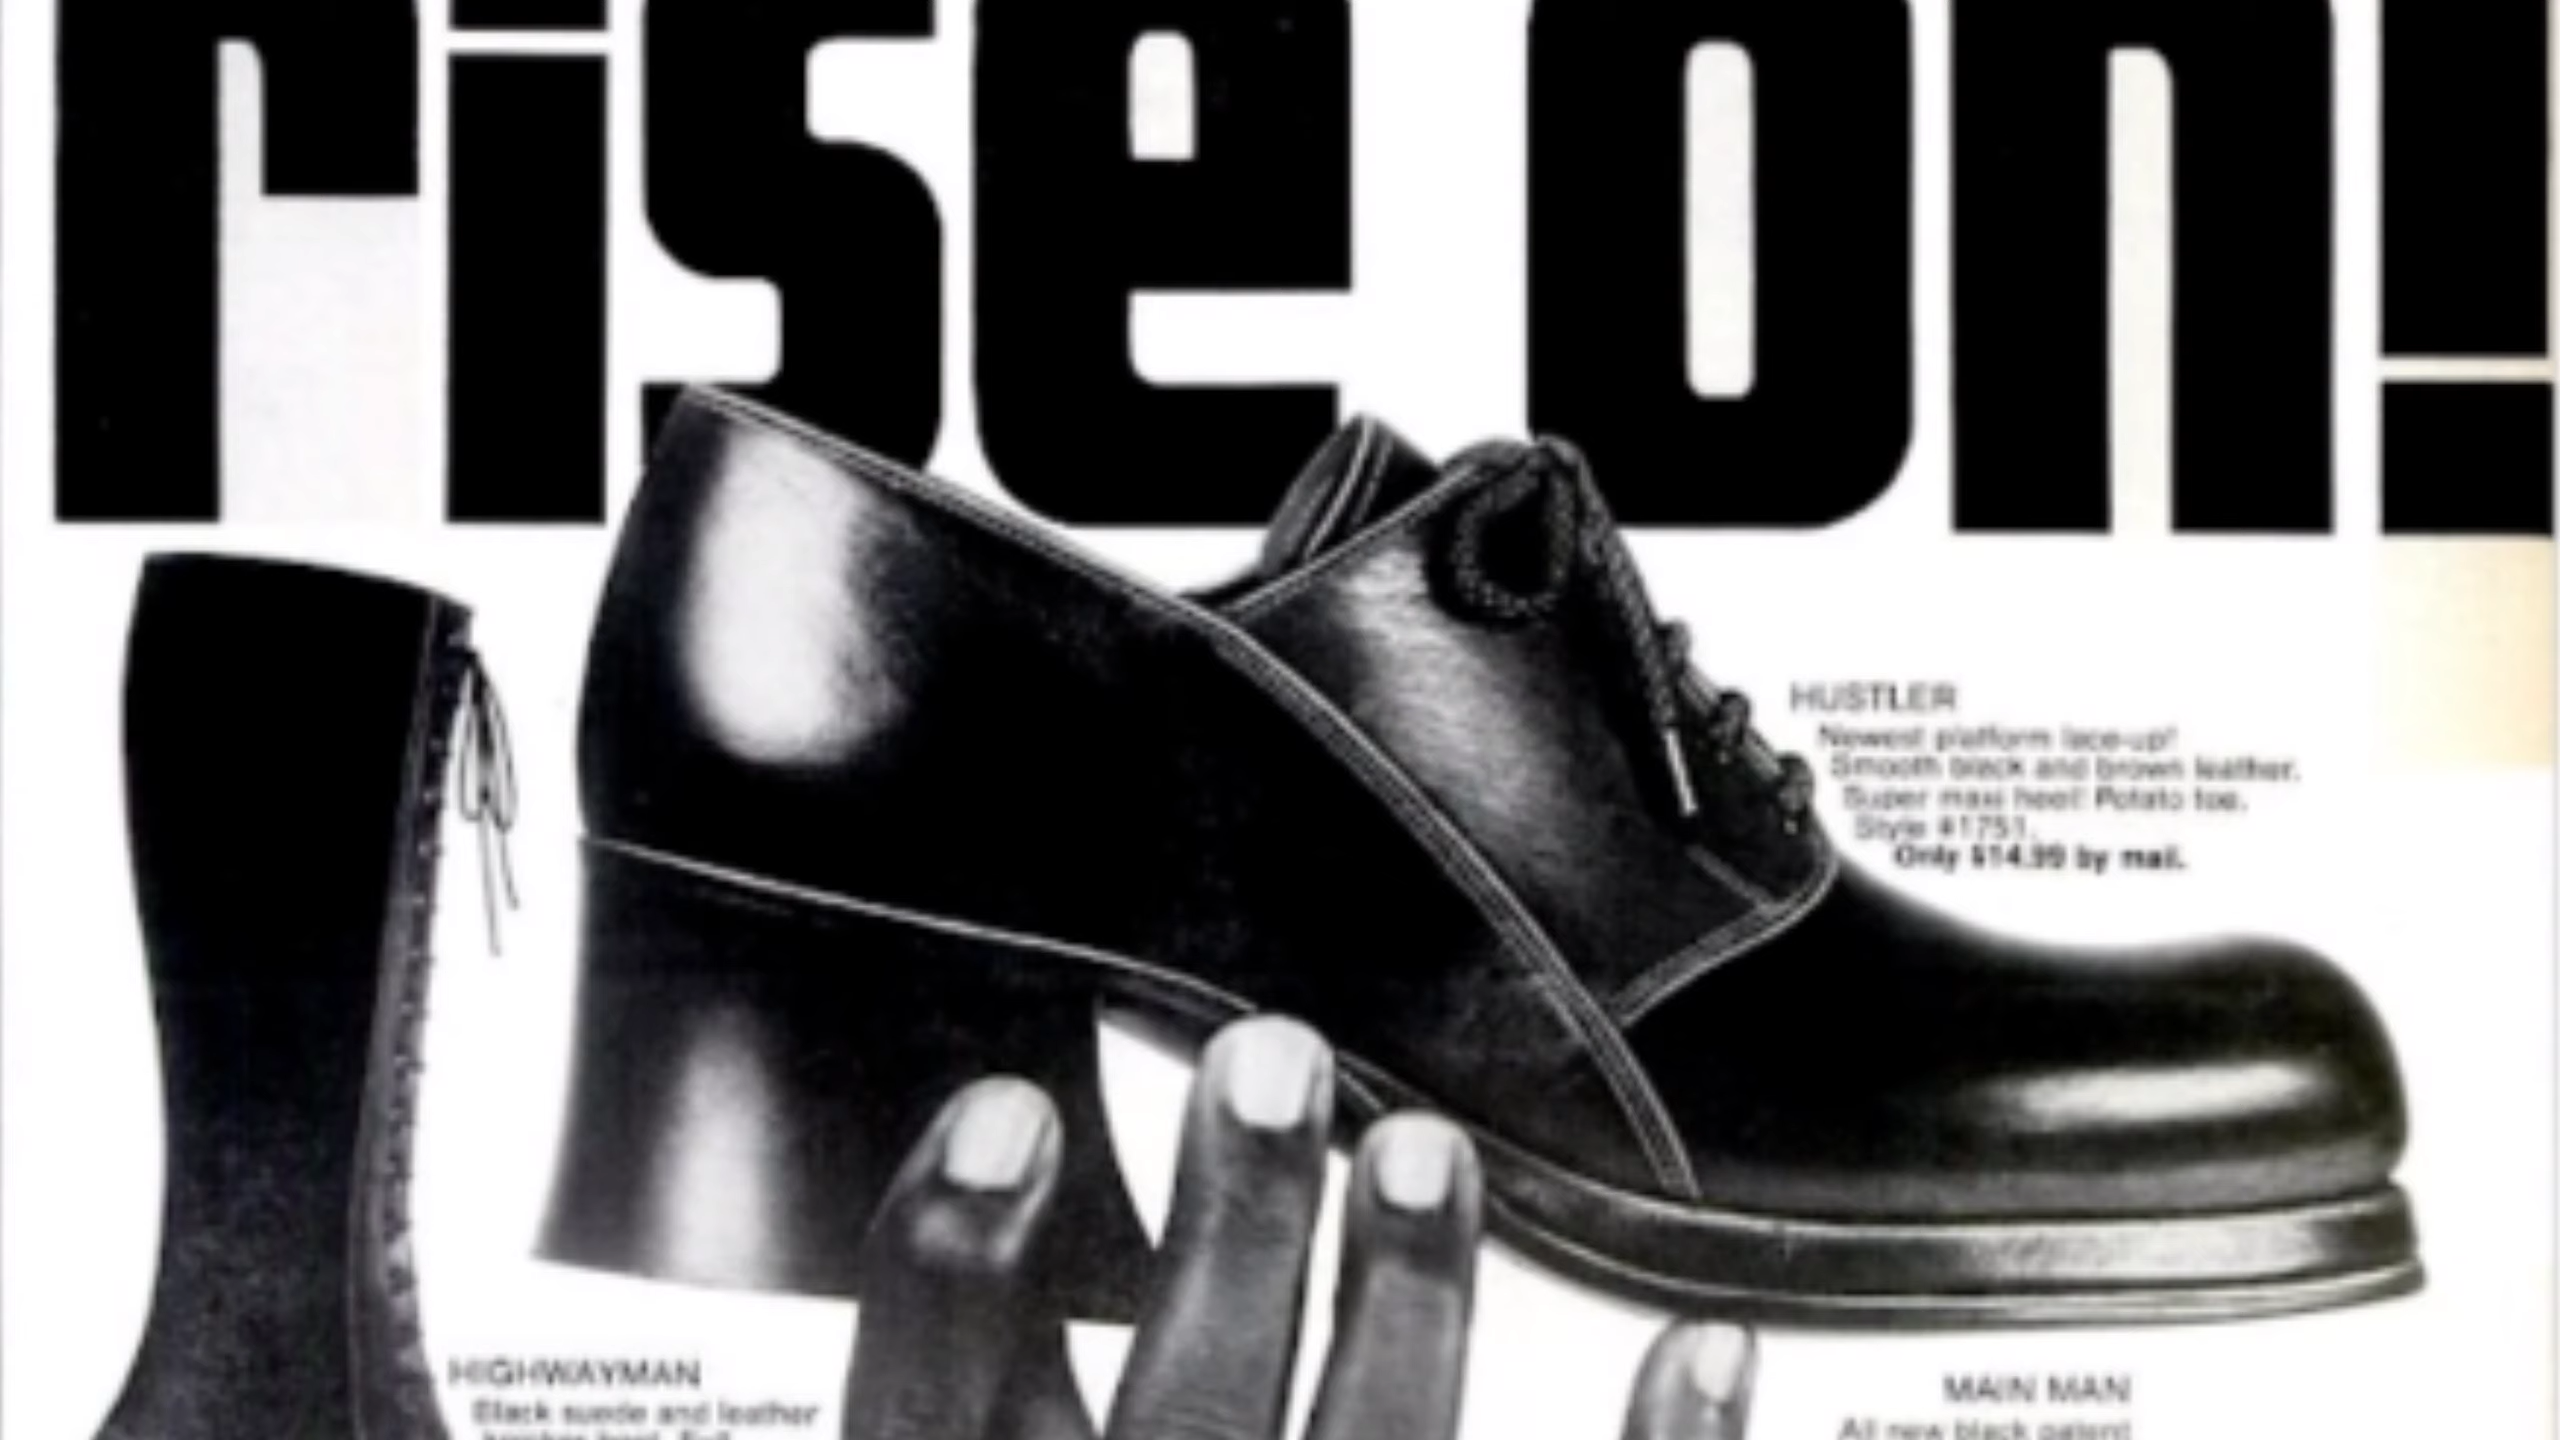 rise on!
HUSTLER
Newest platform lace-up!
Smooth black and brown leather.
Super maxi heel! Potato toe.
Style #1751.
Only $14.99 by mail.
HIGHWAYMAN
Black suede and leather
MAIN MAN
All new black patent